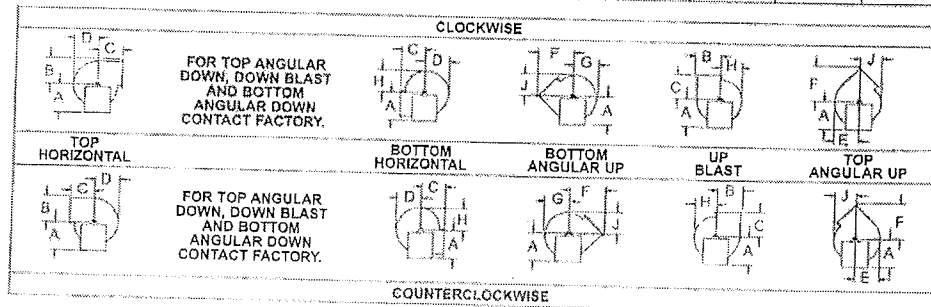 CLOCKWISE
D C B A
FOR TOP ANGULAR
DOWN, DOWN BLAST
AND BOTTOM
ANGULAR DOWN
CONTACT FACTORY.
C D H A
F G J A
B H C A
J F A E
TOP
HORIZONTAL
BOTTOM
HORIZONTAL
BOTTOM
ANGULAR UP
UP
BLAST
TOP
ANGULAR UP
D C B A
FOR TOP ANGULAR
DOWN, DOWN BLAST
AND BOTTOM
ANGULAR DOWN
CONTACT FACTORY.
C D H A
F G J A
B H C A
J F A E
COUNTERCLOCKWISE